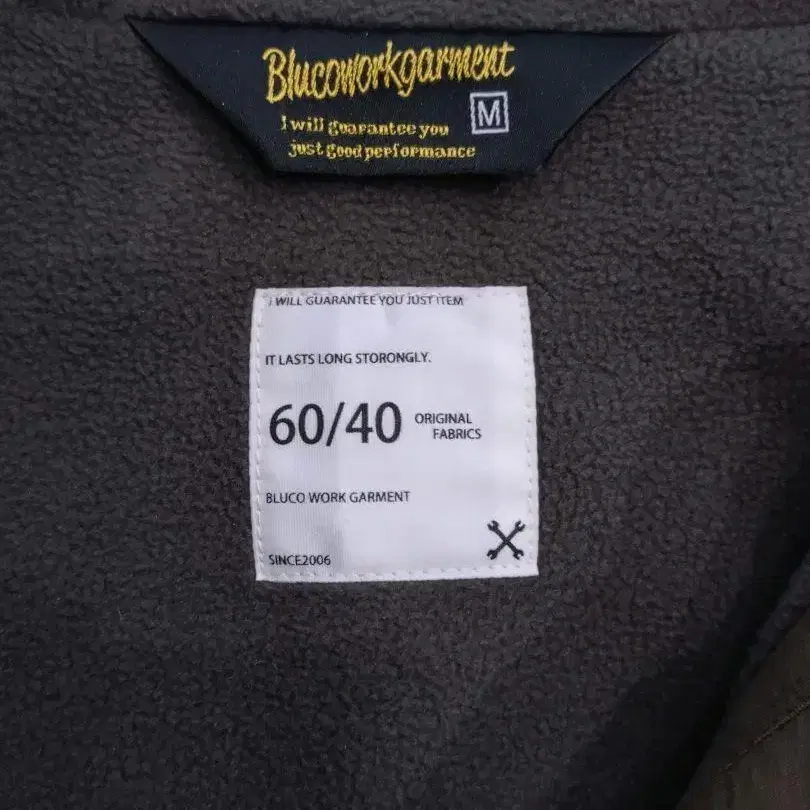 Blucoworkgarment
M
I will guarantee you
just good performance
I WILL GUARANTEE YOU JUST ITEM
IT LASTS LONG STORONGLY.
60/40 ORIGINAL
FABRICS
BLUCO WORK GARMENT
SINCE2006